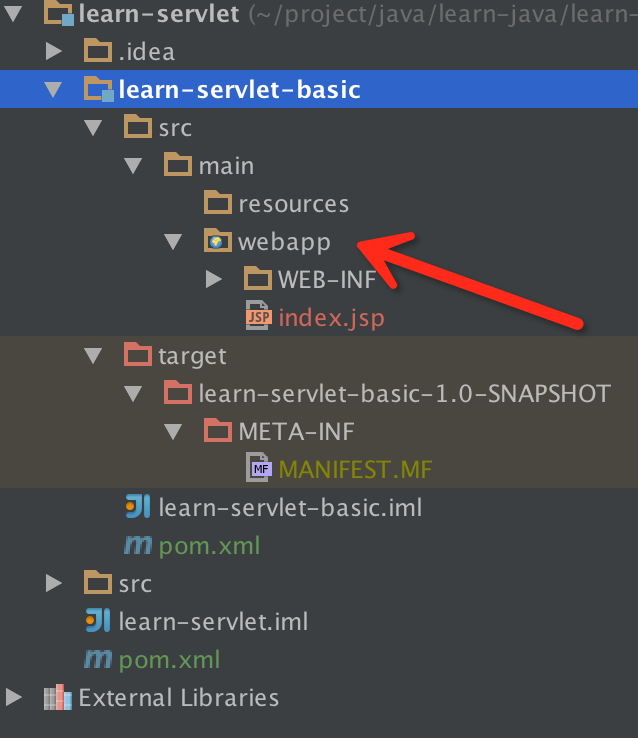 learn-servlet (~/project/java/learn-java/learn-
.idea
learn-servlet-basic
src
main
resources
webapp
WEB-INF
JSP index.jsp
target
learn-servlet-basic-1.0-SNAPSHOT
META-INF
MF MANIFEST.MF
learn-servlet-basic.iml
m pom.xml
src
learn-servlet.iml
m pom.xml
External Libraries